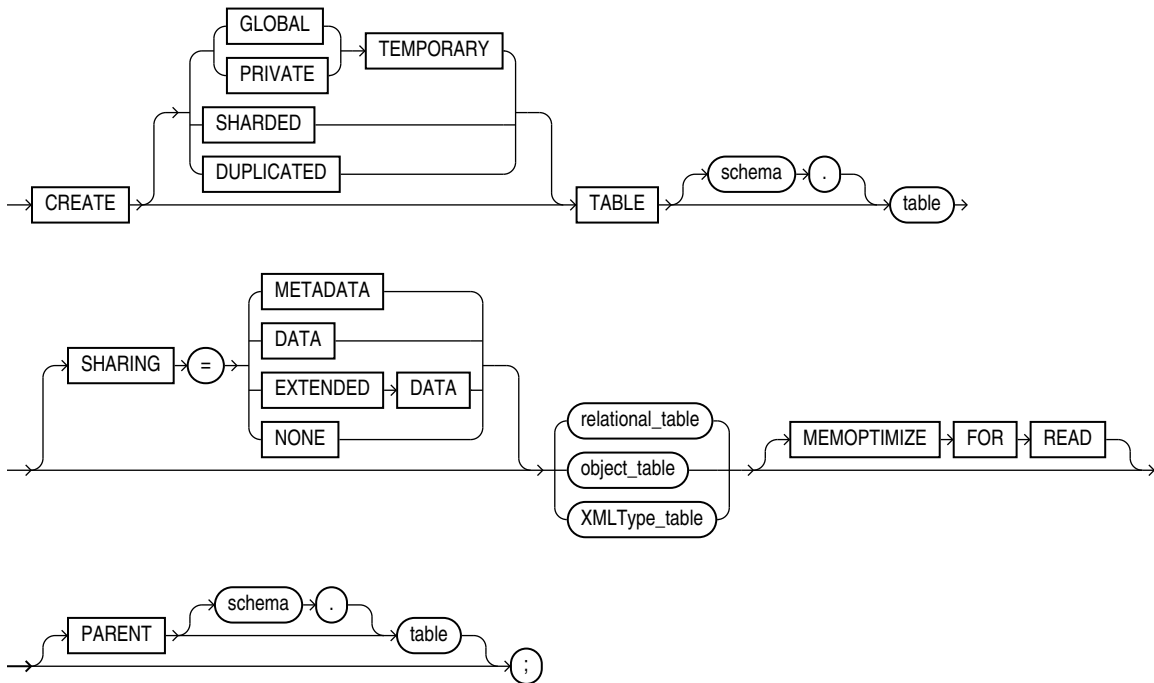 GLOBAL
TEMPORARY
PRIVATE
SHARDED
DUPLICATED
schema .
CREATE TABLE table
METADATA
DATA
SHARING =
EXTENDED DATA
NONE
relational_table
MEMOPTIMIZE FOR READ
object_table
XMLType_table
schema .
PARENT table
;